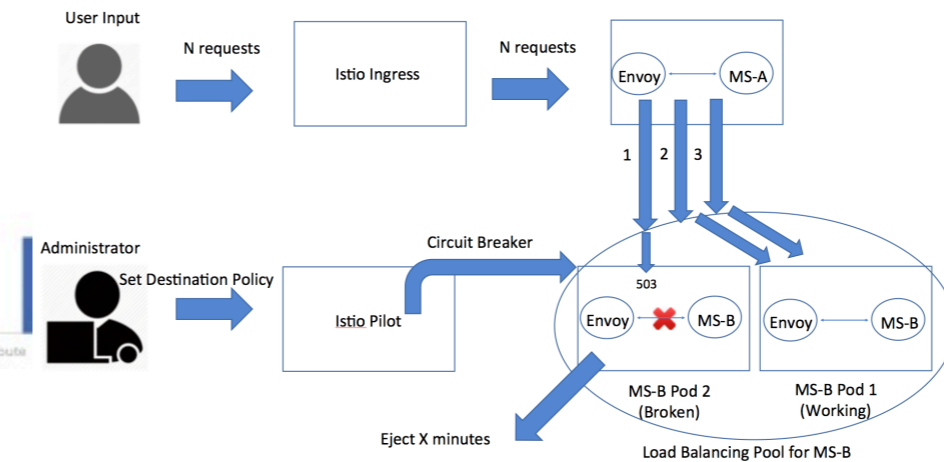 User Input
N requests
N requests
Istio Ingress
Envoy
MS-A
1
2
3
Administrator
Circuit Breaker
Set Destination Policy
503
Istio Pilot
Envoy
MS-B
Envoy
MS-B
MS-B Pod 2
(Broken)
MS-B Pod 1
(Working)
Eject X minutes
Load Balancing Pool for MS-B